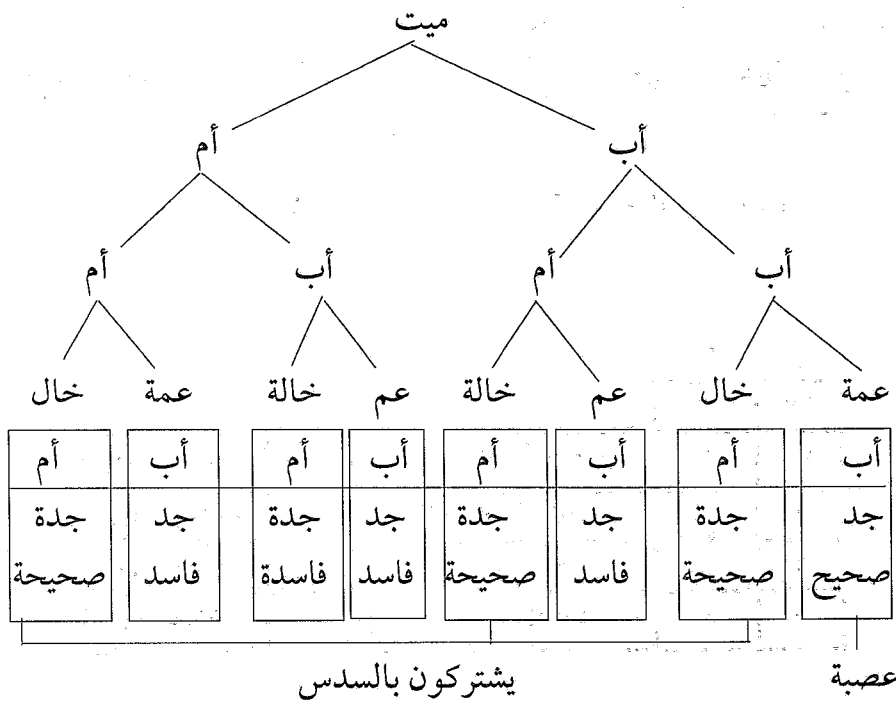 ميت
أب أم
أب أم أب أم
عمة خال عم خالة عم خالة عمة خال
أب أم أب أم أب أم أب أم
جد جدة جد جدة جد جدة جد جدة
صحيح صحيحة فاسد صحيحة فاسد فاسدة فاسد صحيحة
عصبة يشتركون بالسدس